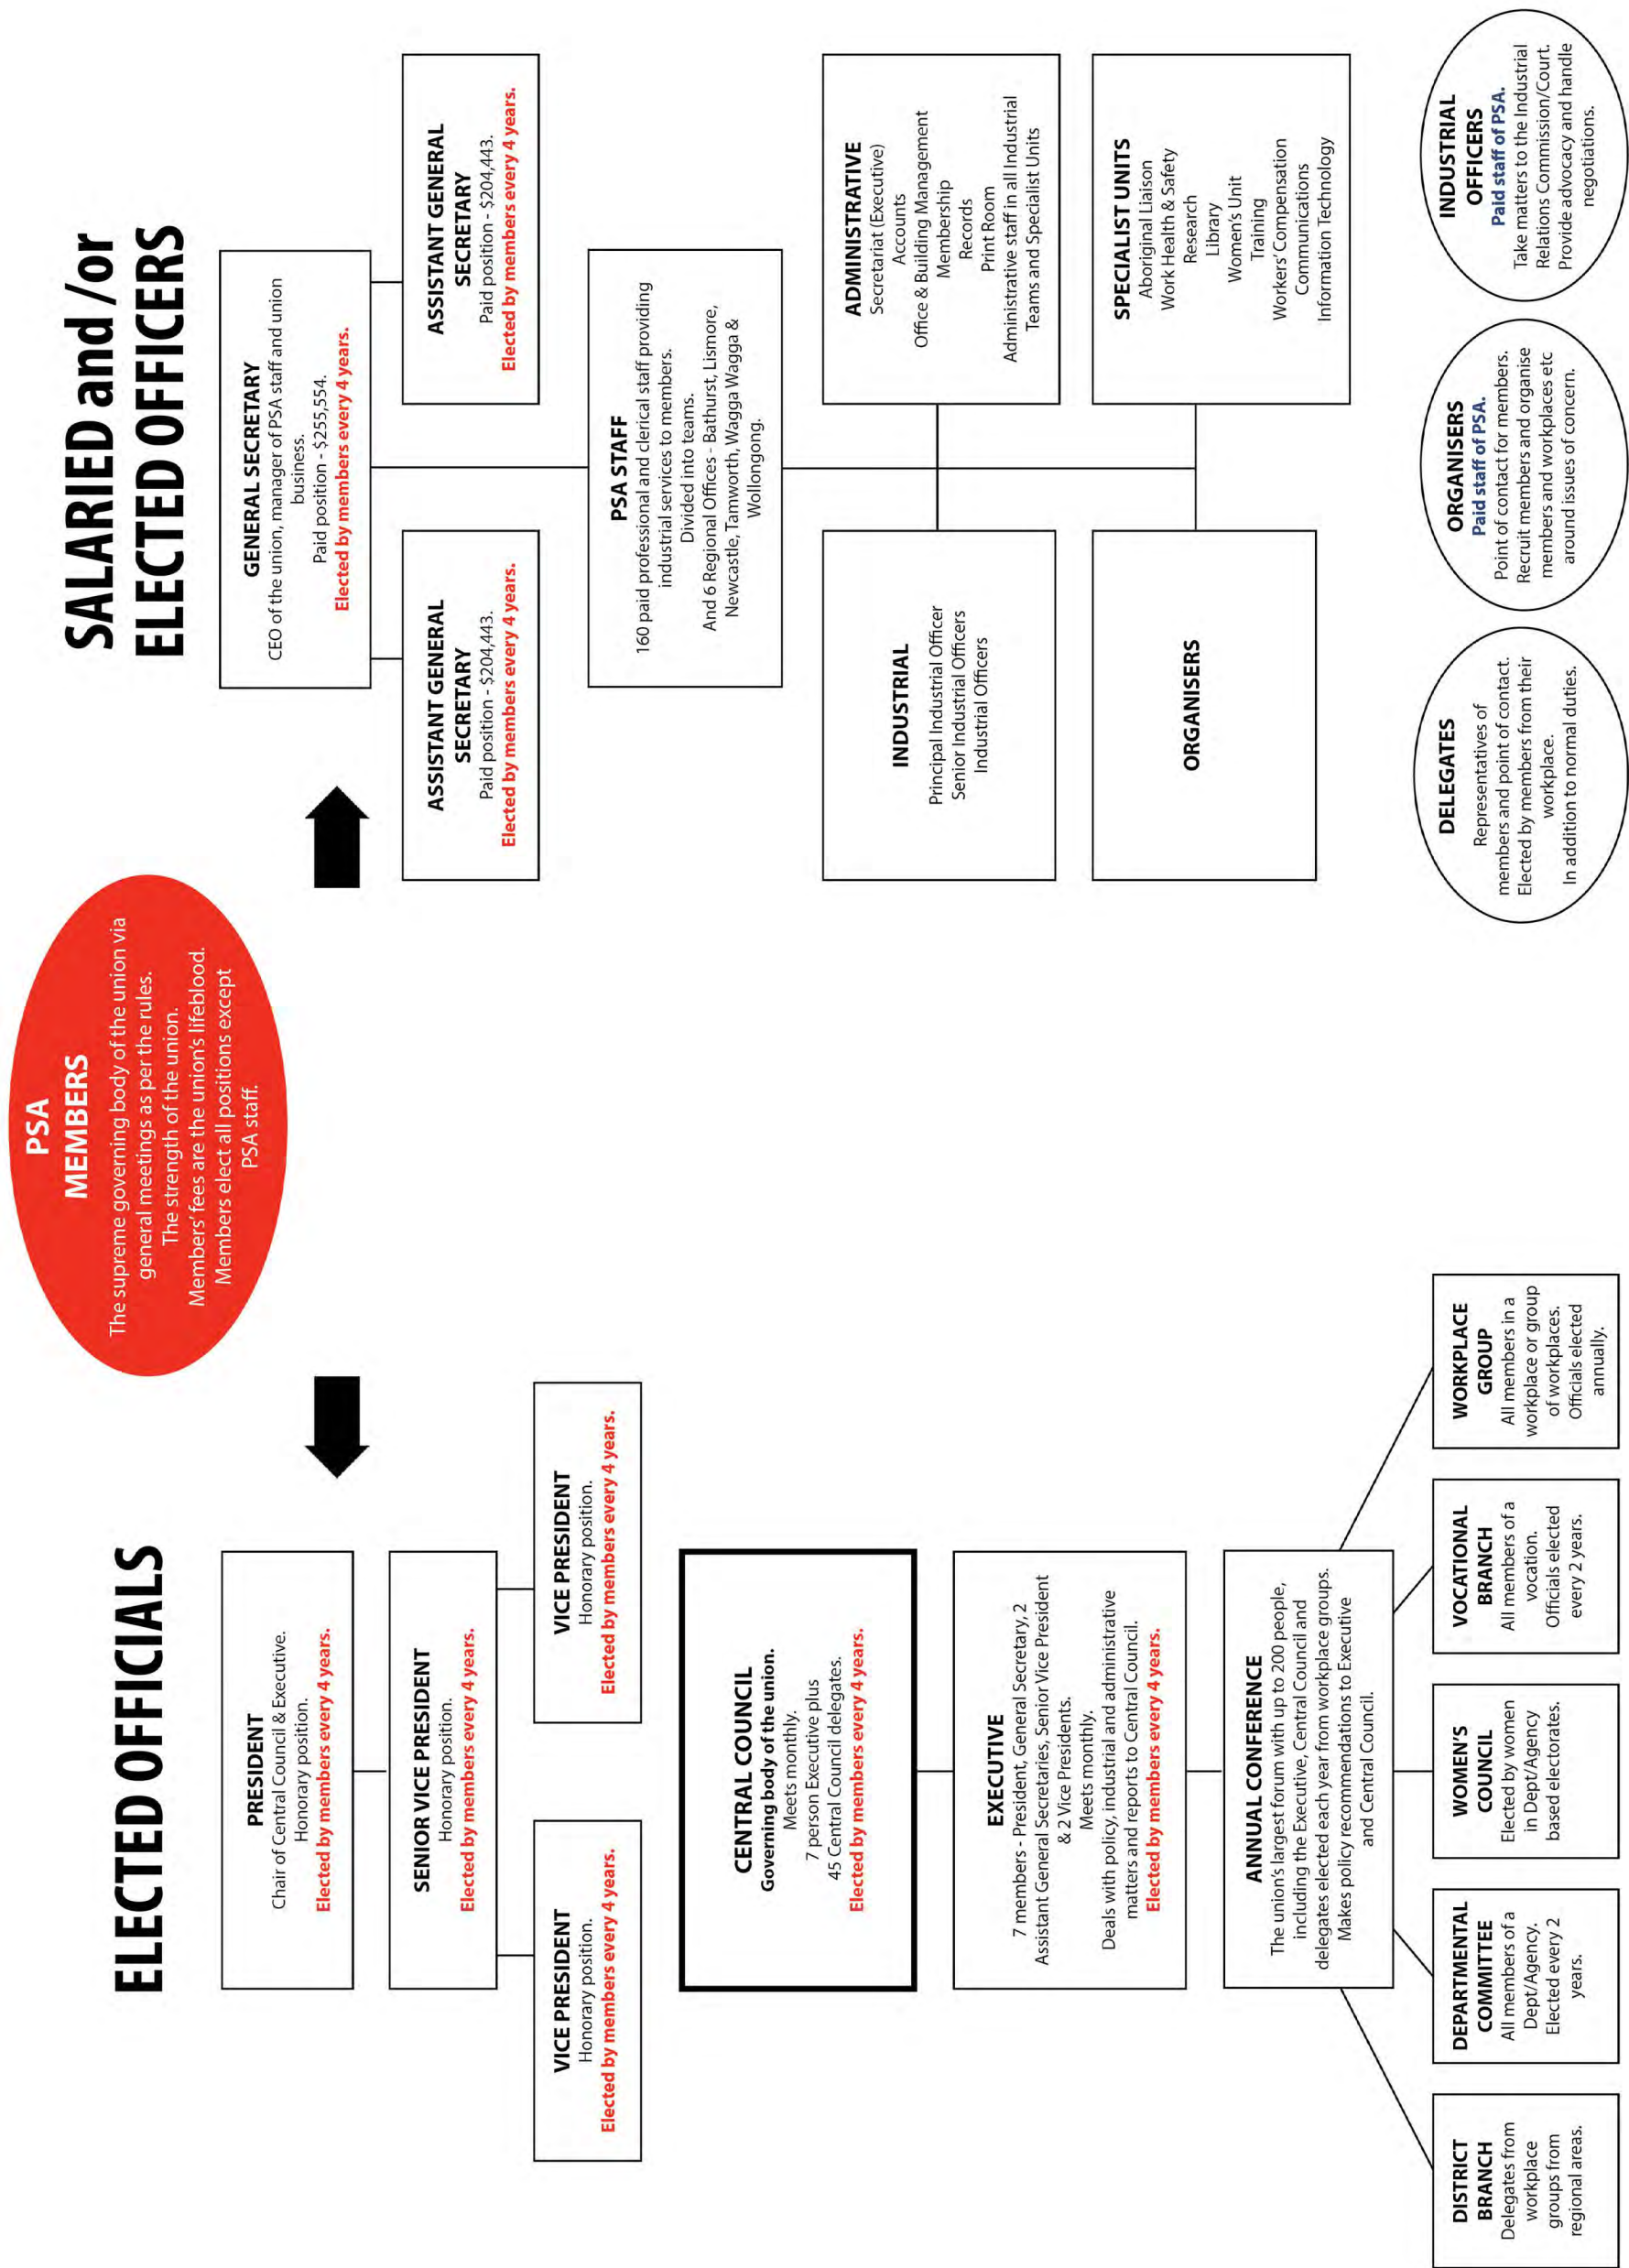 PSA
MEMBERS
The supreme governing body of the union via
general meetings as per the rules.
The strength of the union.
Members' fees are the union's lifeblood.
Members elect all positions except
PSA staff.
ELECTED OFFICIALS
PRESIDENT
Chair of Central Council & Executive.
Honorary position.
Elected by members every 4 years.
SENIOR VICE PRESIDENT
Honorary position.
Elected by members every 4 years.
VICE PRESIDENT
Honorary position.
Elected by members every 4 years.
VICE PRESIDENT
Honorary position.
Elected by members every 4 years.
CENTRAL COUNCIL
Governing body of the union.
Meets monthly.
7 person Executive plus
45 Central Council delegates.
Elected by members every 4 years.
EXECUTIVE
7 members - President, General Secretary, 2
Assistant General Secretaries, Senior Vice President
& 2 Vice Presidents.
Meets monthly.
Deals with policy, industrial and administrative
matters and reports to Central Council.
Elected by members every 4 years.
ANNUAL CONFERENCE
The union's largest forum with up to 200 people,
including the Executive, Central Council and
delegates elected each year from workplace groups.
Makes policy recommendations to Executive
and Central Council.
DISTRICT
BRANCH
Delegates from
workplace
groups from
regional areas.
DEPARTMENTAL
COMMITTEE
All members of a
Dept/Agency.
Elected every 2
years.
WOMEN'S
COUNCIL
Elected by women
in Dept/Agency
based electorates.
VOCATIONAL
BRANCH
All members of a
vocation.
Officials elected
every 2 years.
WORKPLACE
GROUP
All members in a
workplace or group
of workplaces.
Officials elected
annually.
SALARIED and /or
ELECTED OFFICERS
GENERAL SECRETARY
CEO of the union, manager of PSA staff and union
business.
Paid position - $255,554.
Elected by members every 4 years.
ASSISTANT GENERAL
SECRETARY
Paid position - $204,443.
Elected by members every 4 years.
ASSISTANT GENERAL
SECRETARY
Paid position - $204,443.
Elected by members every 4 years.
PSA STAFF
160 paid professional and clerical staff providing
industrial services to members.
Divided into teams.
And 6 Regional Offices - Bathurst, Lismore,
Newcastle, Tamworth, Wagga Wagga &
Wollongong.
INDUSTRIAL
Principal Industrial Officer
Senior Industrial Officers
Industrial Officers
ADMINISTRATIVE
Secretariat (Executive)
Accounts
Office & Building Management
Membership
Records
Print Room
Administrative staff in all Industrial
Teams and Specialist Units
ORGANISERS
SPECIALIST UNITS
Aboriginal Liaison
Work Health & Safety
Research
Library
Women's Unit
Training
Workers' Compensation
Communications
Information Technology
DELEGATES
Representatives of
members and point of contact.
Elected by members from their
workplace.
In addition to normal duties.
ORGANISERS
Paid staff of PSA.
Point of contact for members.
Recruit members and organise
members and workplaces etc
around issues of concern.
INDUSTRIAL
OFFICERS
Paid staff of PSA.
Take matters to the Industrial
Relations Commission/Court.
Provide advocacy and handle
negotiations.